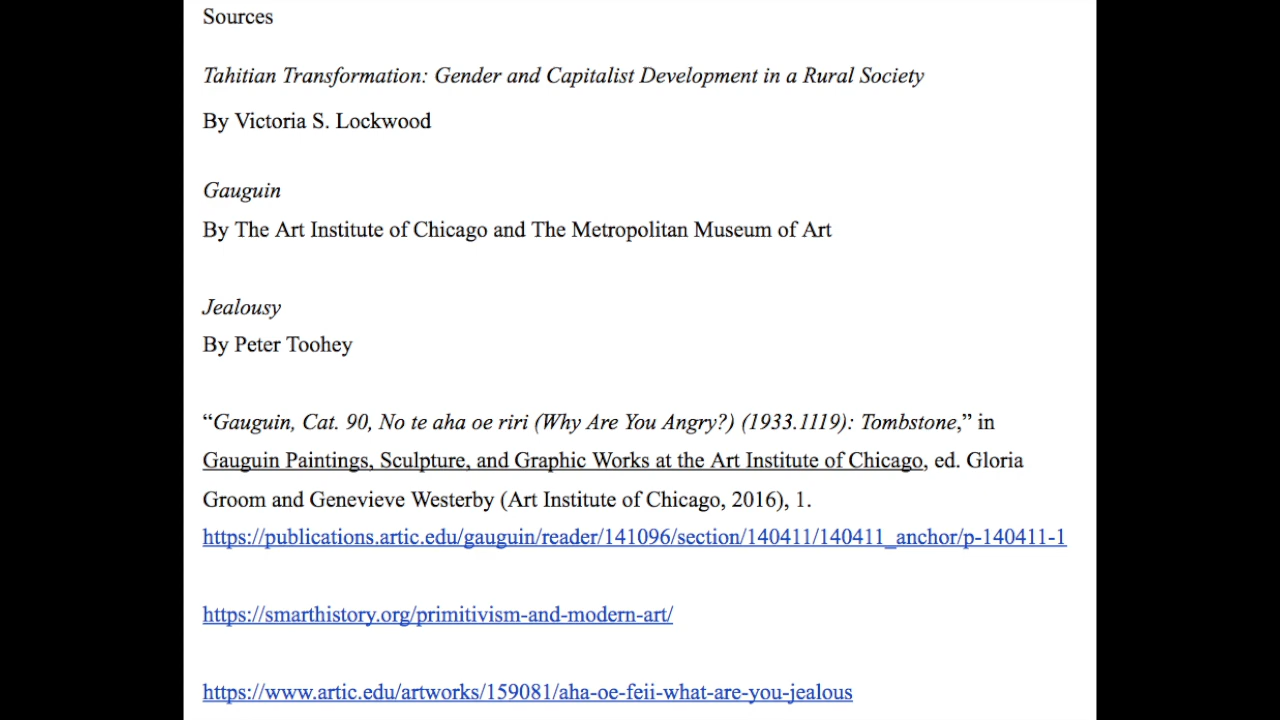 Sources
Tahitian Transformation: Gender and Capitalist Development in a Rural Society
By Victoria S. Lockwood
Gauguin
By The Art Institute of Chicago and The Metropolitan Museum of Art
Jealousy
By Peter Toohey
“Gauguin, Cat. 90, No te aha oe riri (Why Are You Angry?) (1933.1119): Tombstone,” in
Gauguin Paintings, Sculpture, and Graphic Works at the Art Institute of Chicago, ed. Gloria
Groom and Genevieve Westerby (Art Institute of Chicago, 2016), 1.
https://publications.artic.edu/gauguin/reader/141096/section/140411/140411_anchor/p-140411-1
https://smarthistory.org/primitivism-and-modern-art/
https://www.artic.edu/artworks/159081/aha-oe-feii-what-are-you-jealous